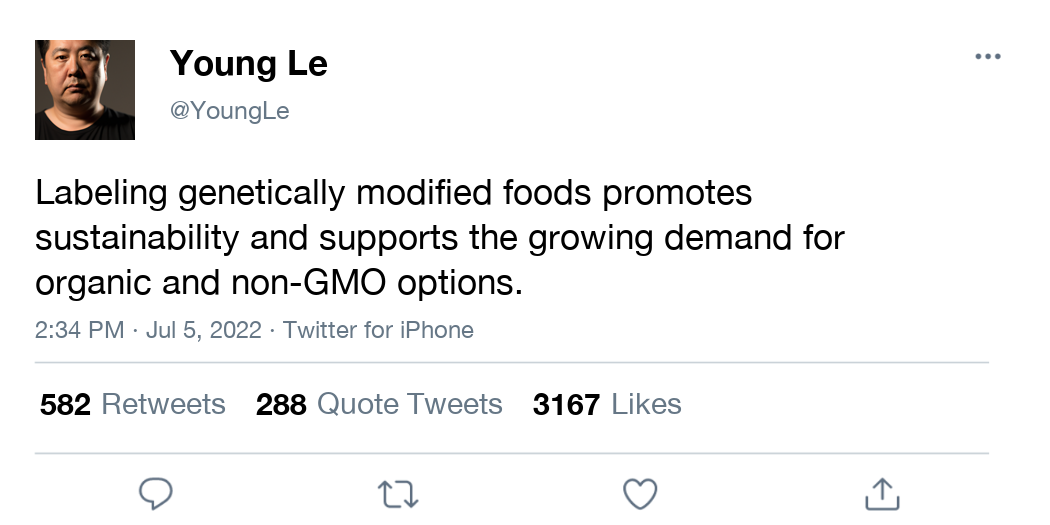 Young Le
@YoungLe
Labeling genetically modified foods promotes
sustainability and supports the growing demand for
organic and non-GMO options.
2:34 PM · Jul 5, 2022 · Twitter for iPhone
582 Retweets 288 Quote Tweets 3167 Likes